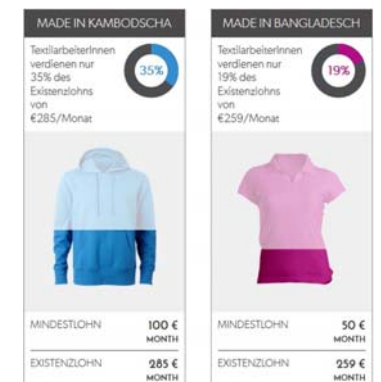 MADE IN KAMBODSCHA
TextilarbeiterInnen
verdienen nur
35% des
Existenzlohns
von
€285/Monat
35%
MINDESTLOHN 100 €
MONTH
EXISTENZLOHN 285 €
MONTH
MADE IN BANGLADESCH
TextilarbeiterInnen
verdienen nur
19% des
Existenzlohns
von
€259/Monat
19%
MINDESTLOHN 50 €
MONTH
EXISTENZLOHN 259 €
MONTH